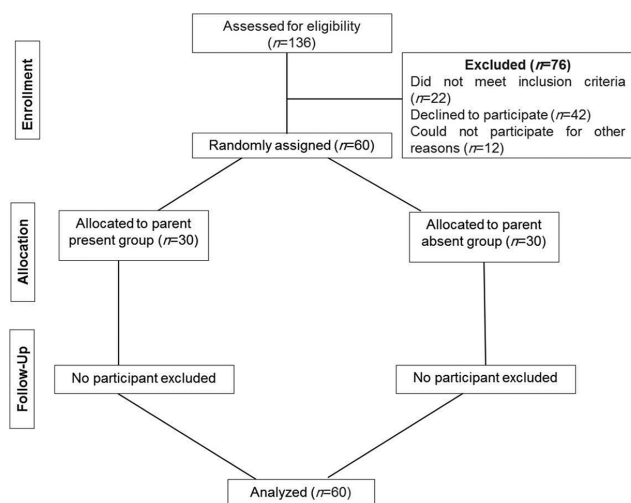 Assessed for eligibility
(n=136)
Enrollment
Excluded (n=76)
Did not meet inclusion criteria
(n=22)
Declined to participate (n=42)
Could not participate for other
reasons (n=12)
Randomly assigned (n=60)
Allocation
Allocated to parent
present group (n=30)
Allocated to parent
absent group (n=30)
Follow-Up
No participant excluded
No participant excluded
Analyzed (n=60)